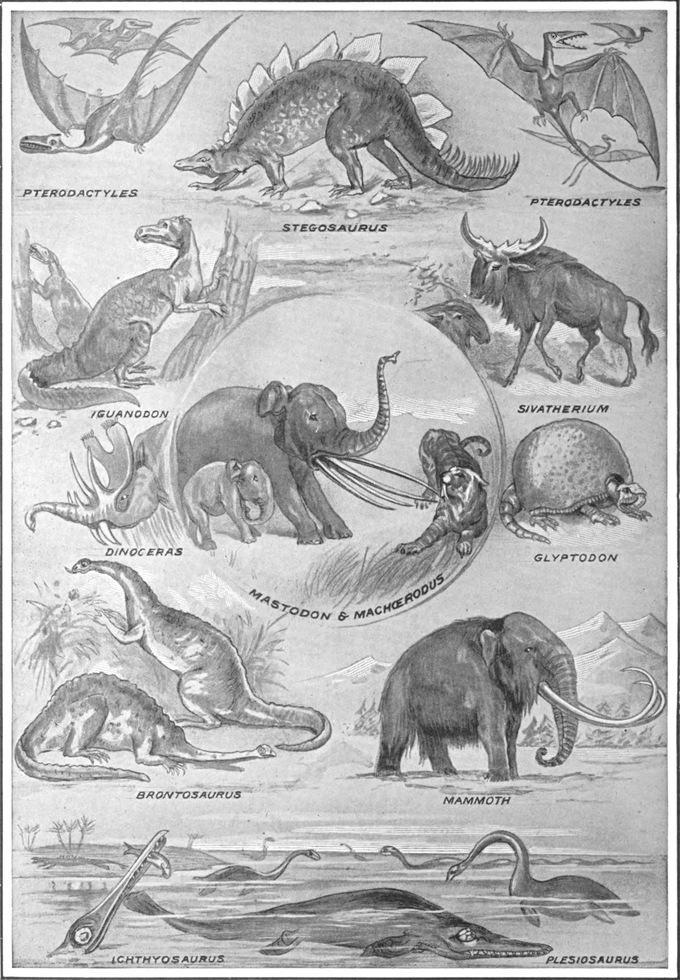 PTERODACTYLES
STEGOSAURUS
PTERODACTYLES
IGUANODON
SIVATHERIUM
DINOCERAS
MASTODON & MACHŒRODUS
GLYPTODON
BRONTOSAURUS
MAMMOTH
ICHTHYOSAURUS
PLESIOSAURUS